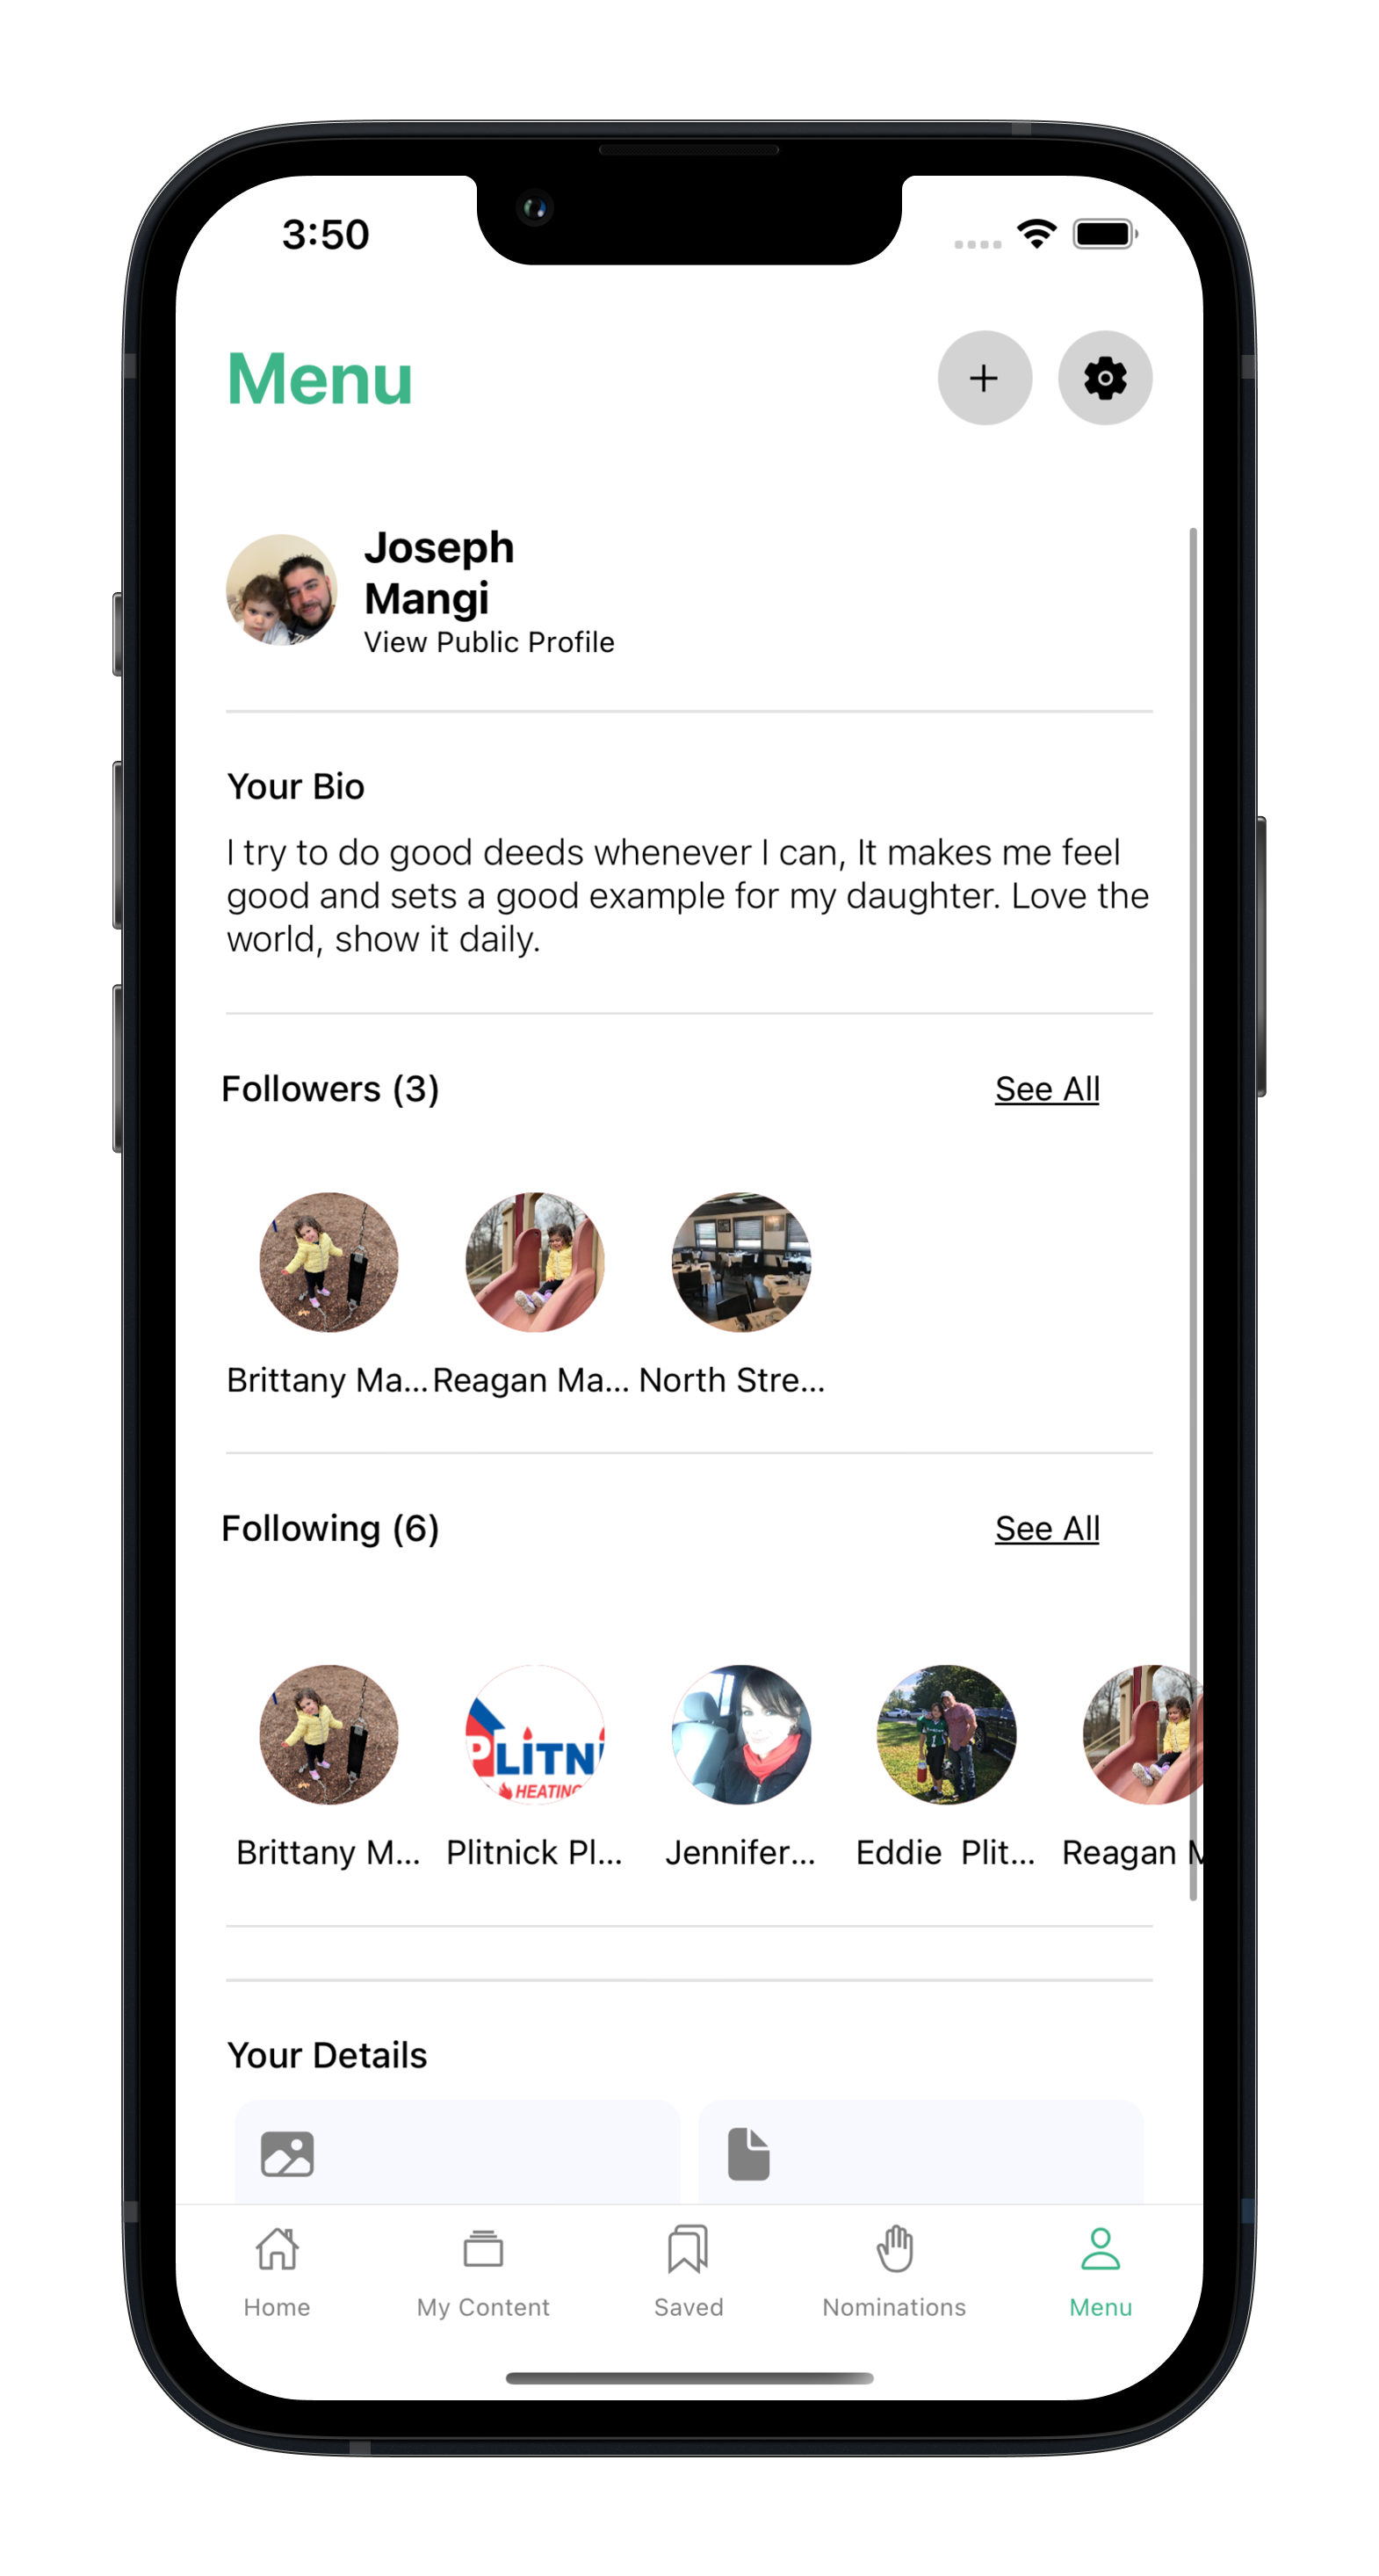 3:50
Menu
Joseph
Mangi
View Public Profile
Your Bio
I try to do good deeds whenever I can, It makes me feel
good and sets a good example for my daughter. Love the
world, show it daily.
Followers (3)
See All
Brittany Ma... Reagan Ma... North Stre...
Following (6)
See All
PLiTNi
HEATING
Brittany M... Plitnick Pl... Jennifer... Eddie Plit... Reagan M
Your Details
Home My Content Saved Nominations Menu